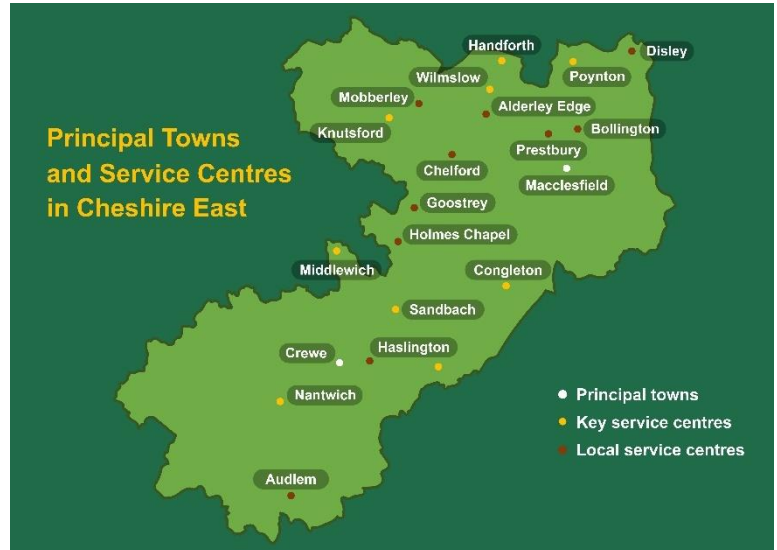 Handforth
Disley
Wilmslow
Poynton
Mobberley
Alderley Edge
Knutsford
Bollington
Prestbury
Principal Towns
and Service Centres
in Cheshire East
Chelford
Macclesfield
Goostrey
Holmes Chapel
Middlewich
Congleton
Sandbach
Crewe
Haslington
Nantwich
Principal towns
Key service centres
Local service centres
Audlem